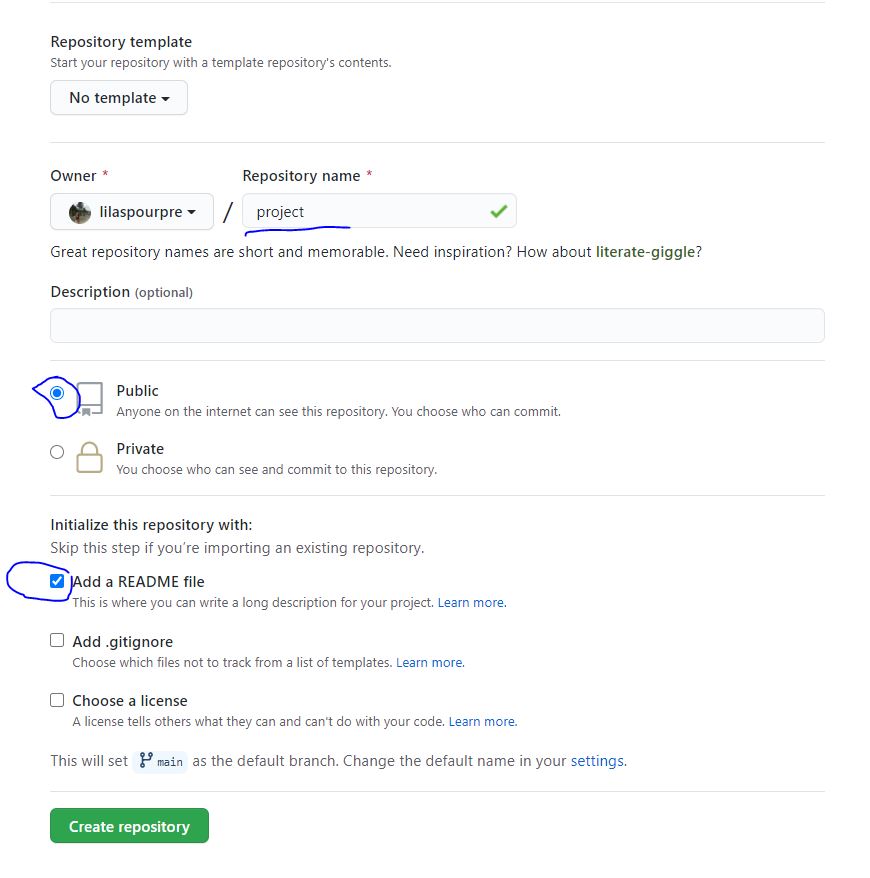 Repository template
Start your repository with a template repository's contents.
No template
Owner * Repository name *
lilaspourpre / project
Great repository names are short and memorable. Need inspiration? How about literate-giggle?
Description (optional)
Public
Anyone on the internet can see this repository. You choose who can commit.
Private
You choose who can see and commit to this repository.
Initialize this repository with:
Skip this step if you're importing an existing repository.
Add a README file
This is where you can write a long description for your project. Learn more.
Add .gitignore
Choose which files not to track from a list of templates. Learn more.
Choose a license
A license tells others what they can and can't do with your code. Learn more.
This will set main as the default branch. Change the default name in your settings.
Create repository